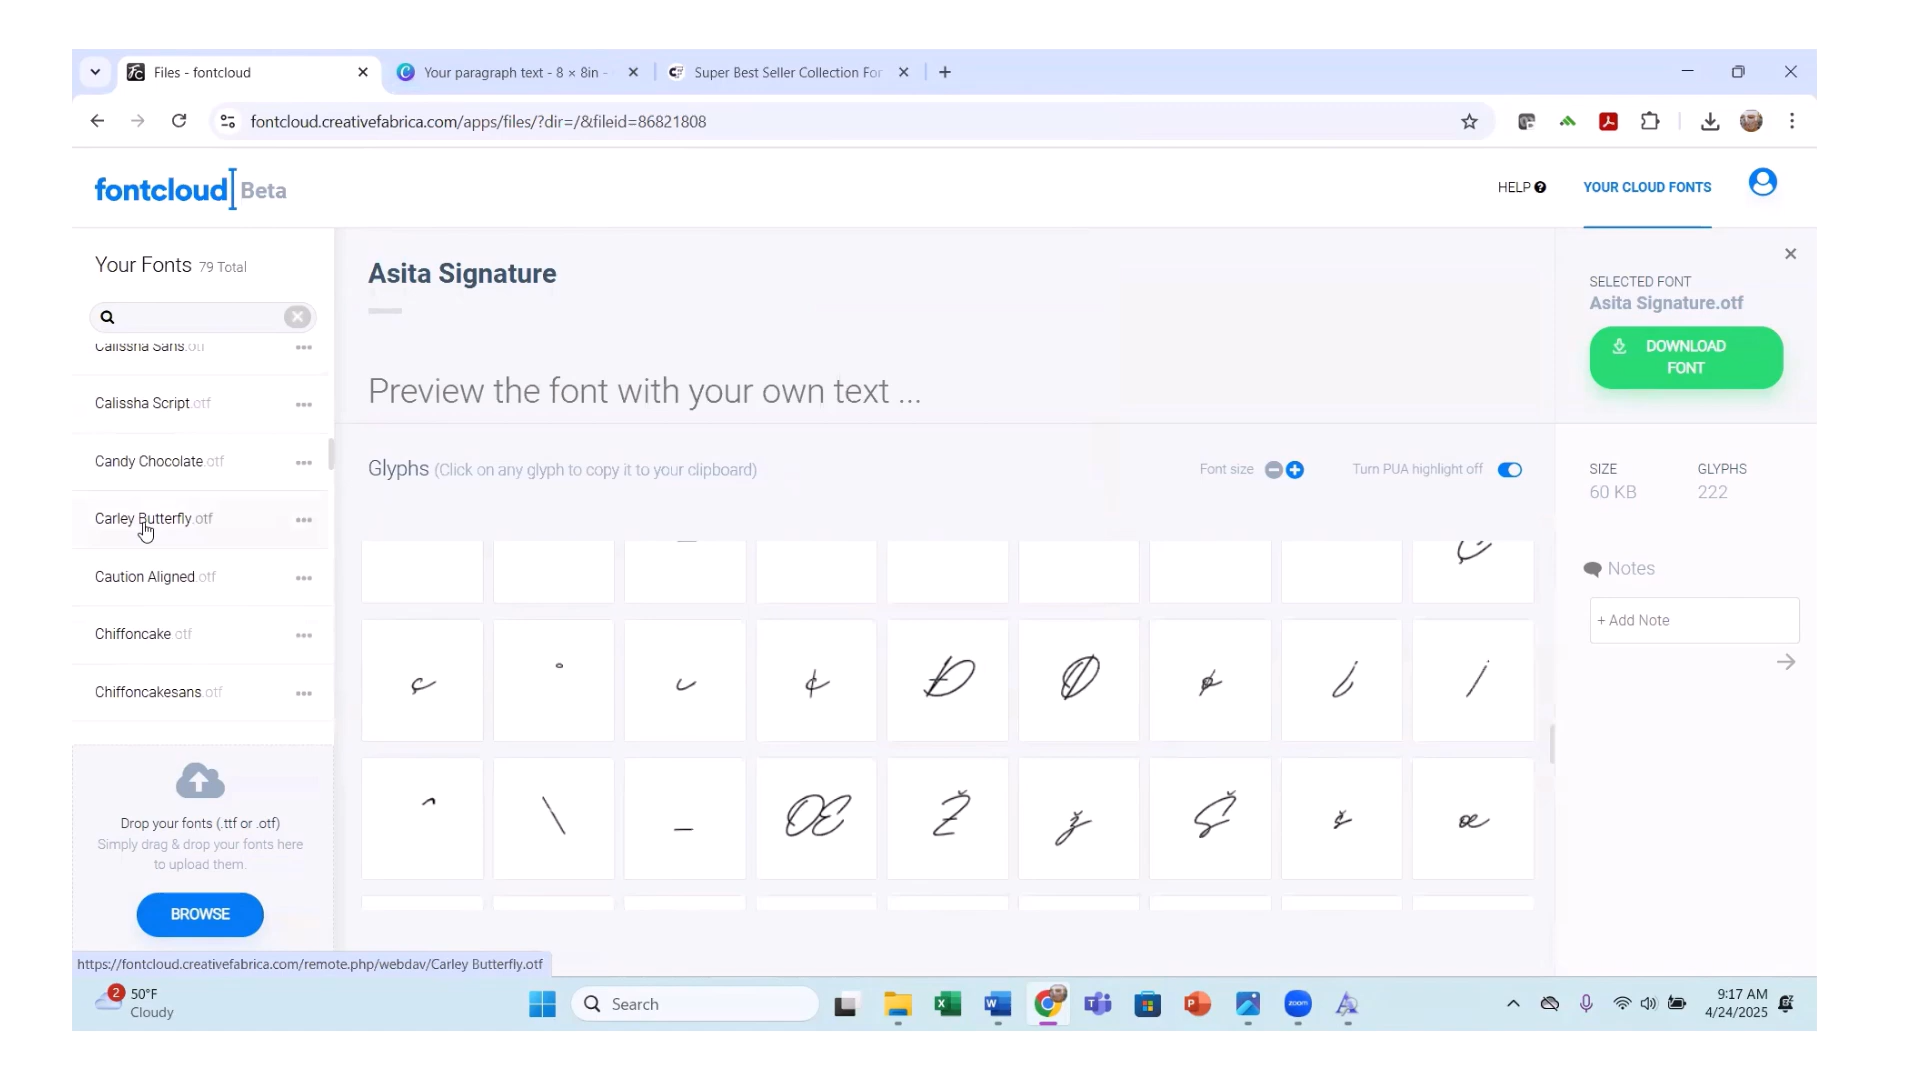 Files - fontcloud
Your paragraph text - 8 × 8in -
Super Best Seller Collection For
fontcloud.creativefabrica.com/apps/files/?dir=/&fileid=86821808
fontcloud Beta
HELP
YOUR CLOUD FONTS
Your Fonts 79 Total
Calissha Sans.otf
Calissha Script.otf
Candy Chocolate.otf
Carley Butterfly.otf
Caution Aligned.otf
Chiffoncake.otf
Chiffoncakesans.otf
Drop your fonts (.ttf or .otf)
Simply drag & drop your fonts here
to upload them.
BROWSE
https://fontcloud.creativefabrica.com/remote.php/webdav/Carley Butterfly.otf
Asita Signature
Preview the font with your own text ...
Glyphs (Click on any glyph to copy it to your clipboard)
Font size
Turn PUA highlight off
¢ Ð Ø ø ¿ /
^ \ _ Œ Ž ž Š š æ
SELECTED FONT
Asita Signature.otf
DOWNLOAD
FONT
SIZE
GLYPHS
60 KB
222
Notes
+ Add Note
2
50°F
Cloudy
Search
zoom
9:17 AM
4/24/2025